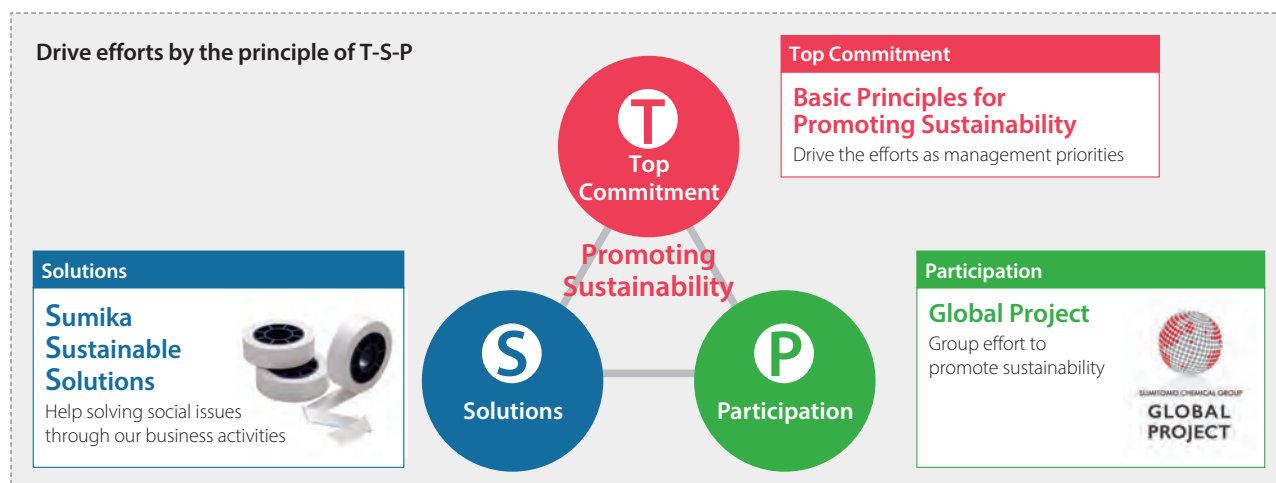 Drive efforts by the principle of T-S-P
T
Top
Commitment
Top Commitment
Basic Principles for
Promoting Sustainability
Drive the efforts as management priorities
Promoting
Sustainability
Solutions
Sumika
Sustainable
Solutions
Help solving social issues
through our business activities
S
Solutions
P
Participation
Participation
Global Project
Group effort to
promote sustainability
SUMITOMO CHEMICAL GROUP
GLOBAL
PROJECT